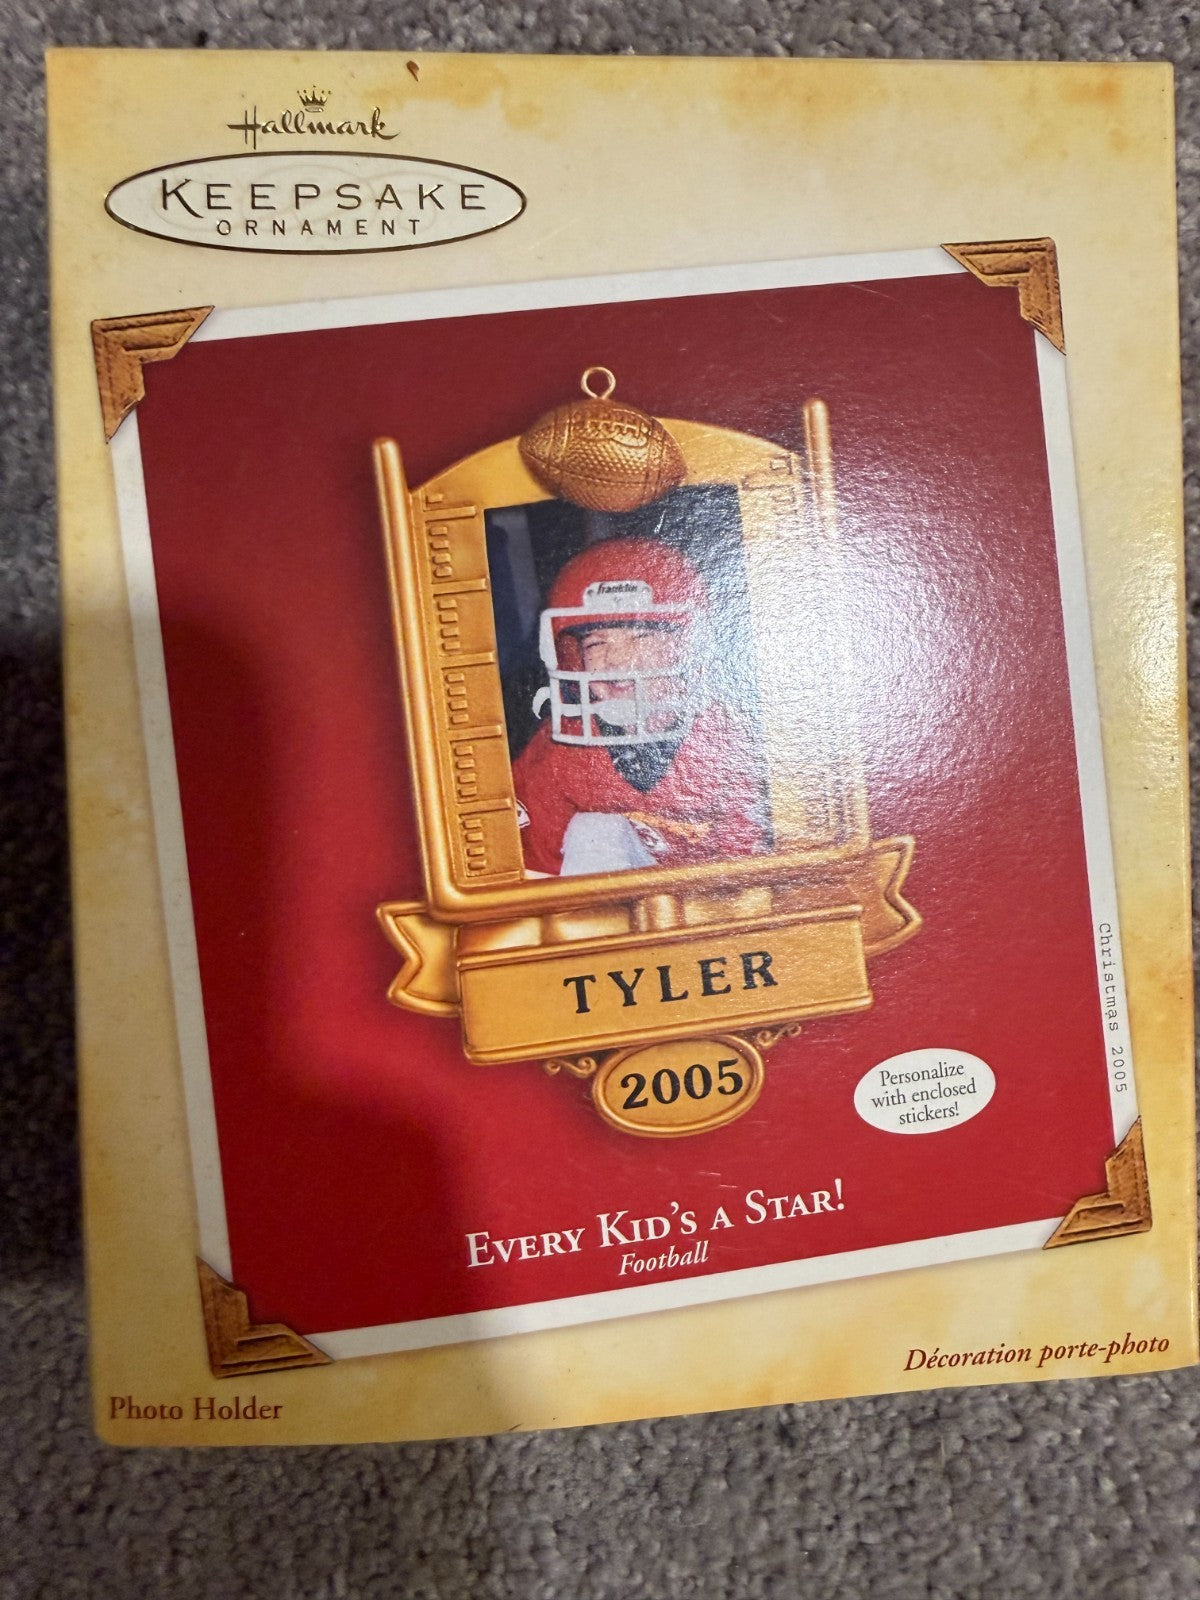 Hallmark
KEEPSAKE
ORNAMENT
franklin
TYLER
2005
Personalize
with enclosed
stickers!
Christmas 2005
EVERY KID'S A STAR!
Football
Décoration porte-photo
Photo Holder